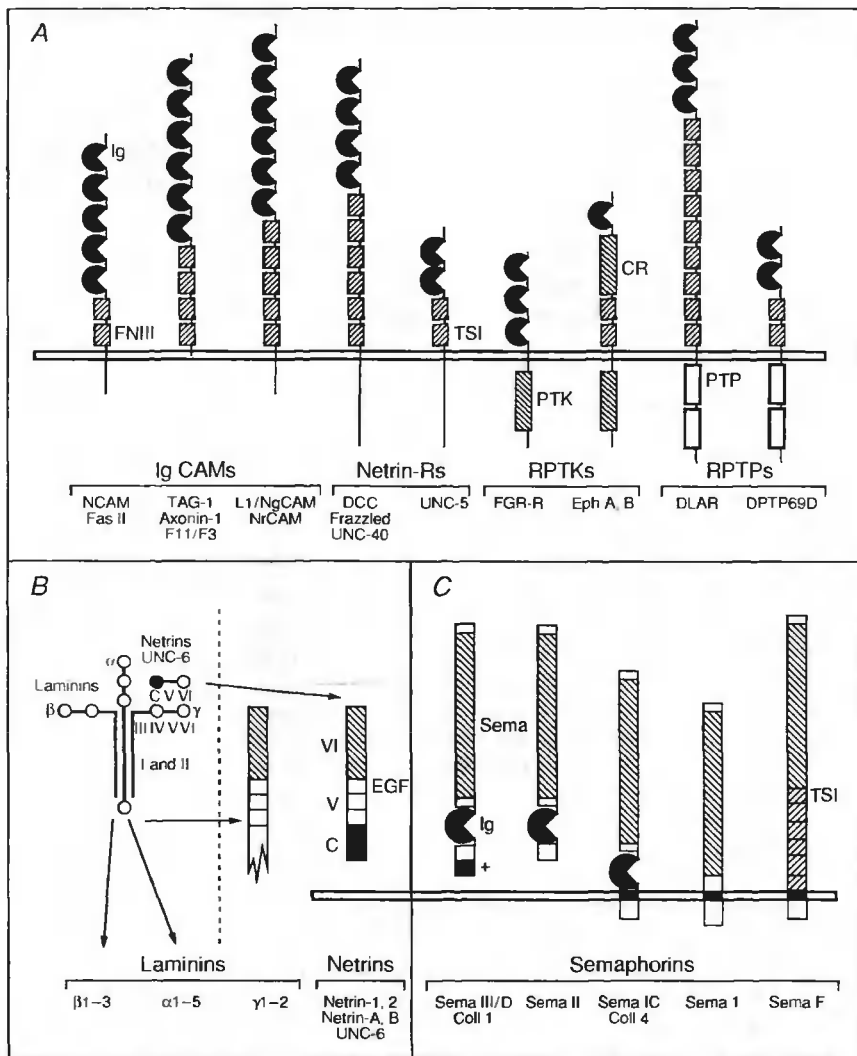 A
Ig
FNIII
TSI
CR
PTK
PTP
Ig CAMs
Netrin-Rs
RPTKs
RPTPs
NCAM
Fas II
TAG-1
Axonin-1
F11/F3
L1/NgCAM
NrCAM
DCC
Frazzled
UNC-40
UNC-5
FGR-R
Eph A, B
DLAR
DPTP69D
B
Netrins
UNC-6
α
Laminins
C V VI
β
γ
III IV V VI
I and II
VI
EGF
V
C
Laminins
Netrins
β1–3
α1–5
γ1–2
Netrin-1, 2
Netrin-A, B
UNC-6
C
Sema
Ig
+
TSI
Semaphorins
Sema III/D
Coll 1
Sema II
Sema IC
Coll 4
Sema 1
Sema F